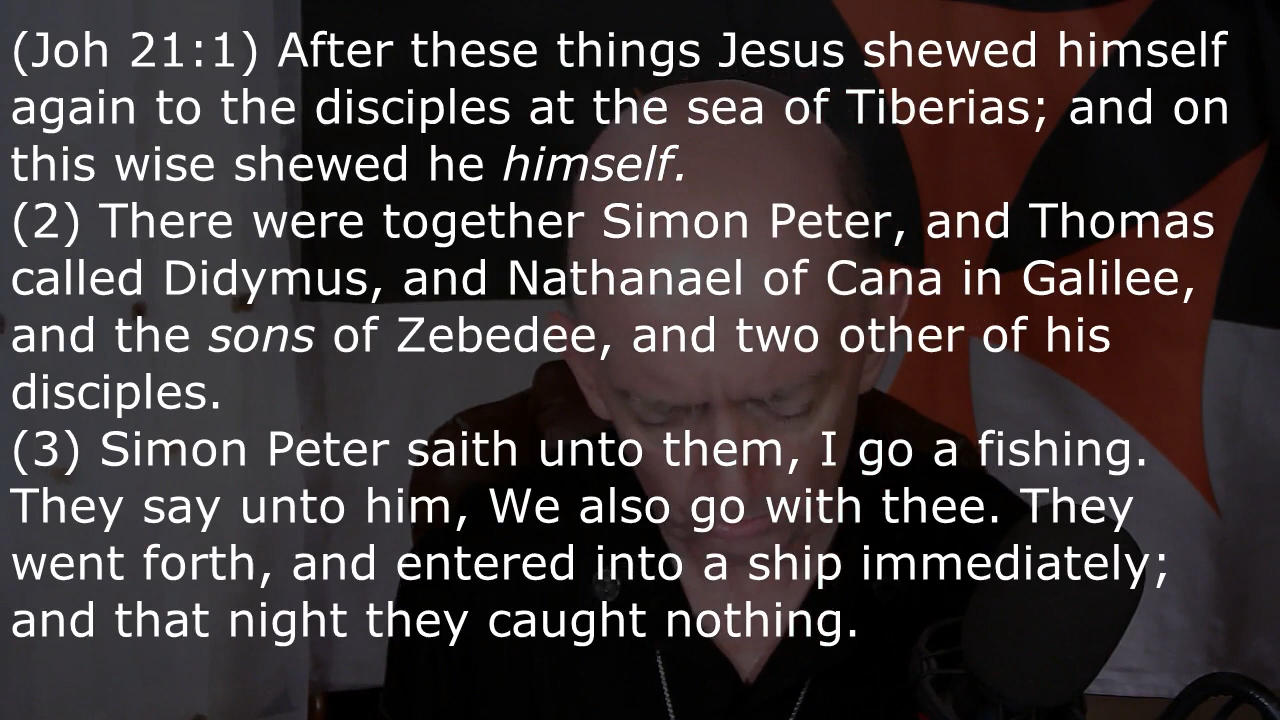 (Joh 21:1) After these things Jesus shewed himself
again to the disciples at the sea of Tiberias; and on
this wise shewed he himself.
(2) There were together Simon Peter, and Thomas
called Didymus, and Nathanael of Cana in Galilee,
and the sons of Zebedee, and two other of his
disciples.
(3) Simon Peter saith unto them, I go a fishing.
They say unto him, We also go with thee. They
went forth, and entered into a ship immediately;
and that night they caught nothing.